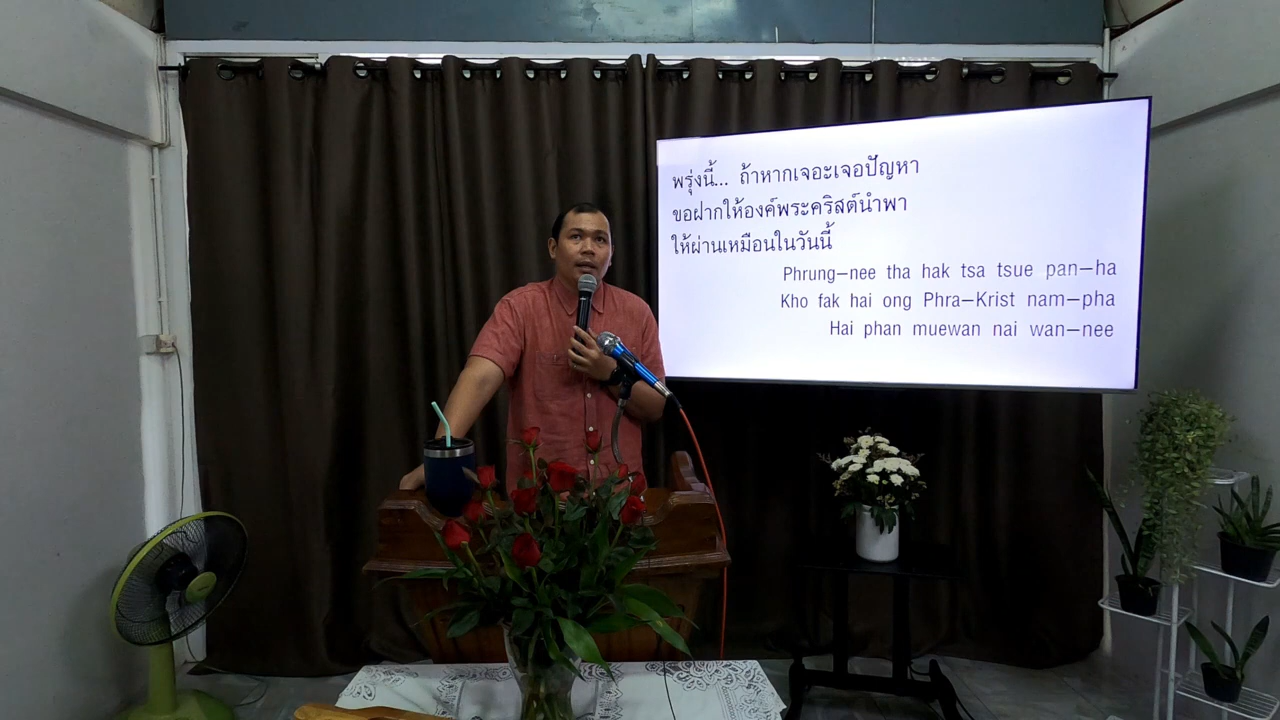 พรุ่งนี้... ถ้าหากเจอะเจอปัญหา
ขอฝากให้องค์พระคริสต์นำพา
ให้ผ่านเหมือนในวันนี้
Phrung–nee tha hak tsa tsue pan–ha
Kho fak hai ong Phra–Krist nam–pha
Hai phan muewan nai wan–nee